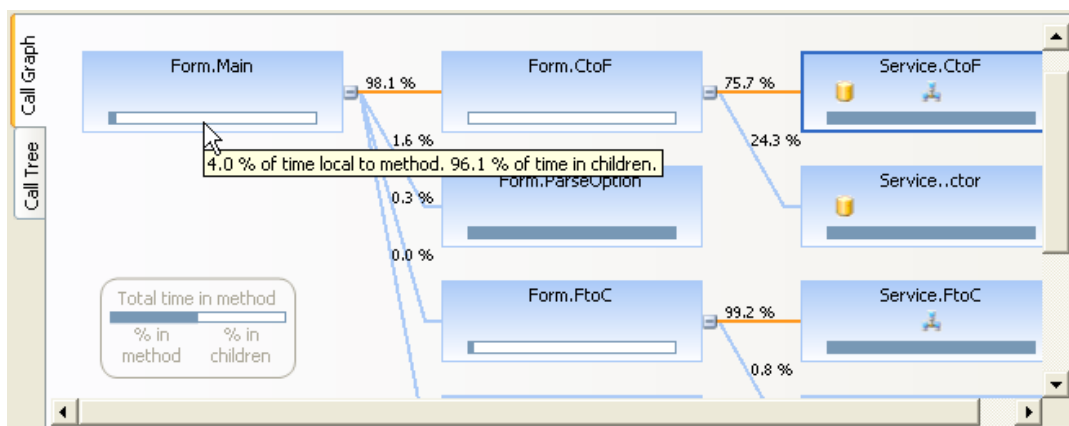 Call Graph
Call Tree
Form.Main
98.1 %
Form.CtoF
75.7 %
Service.CtoF
1.6 %
24.3 %
4.0 % of time local to method. 96.1 % of time in children.
Form.ParseOption
0.3 %
Service..ctor
0.0 %
Form.FtoC
99.2 %
Service.FtoC
0.8 %
Total time in method
% in method
% in children